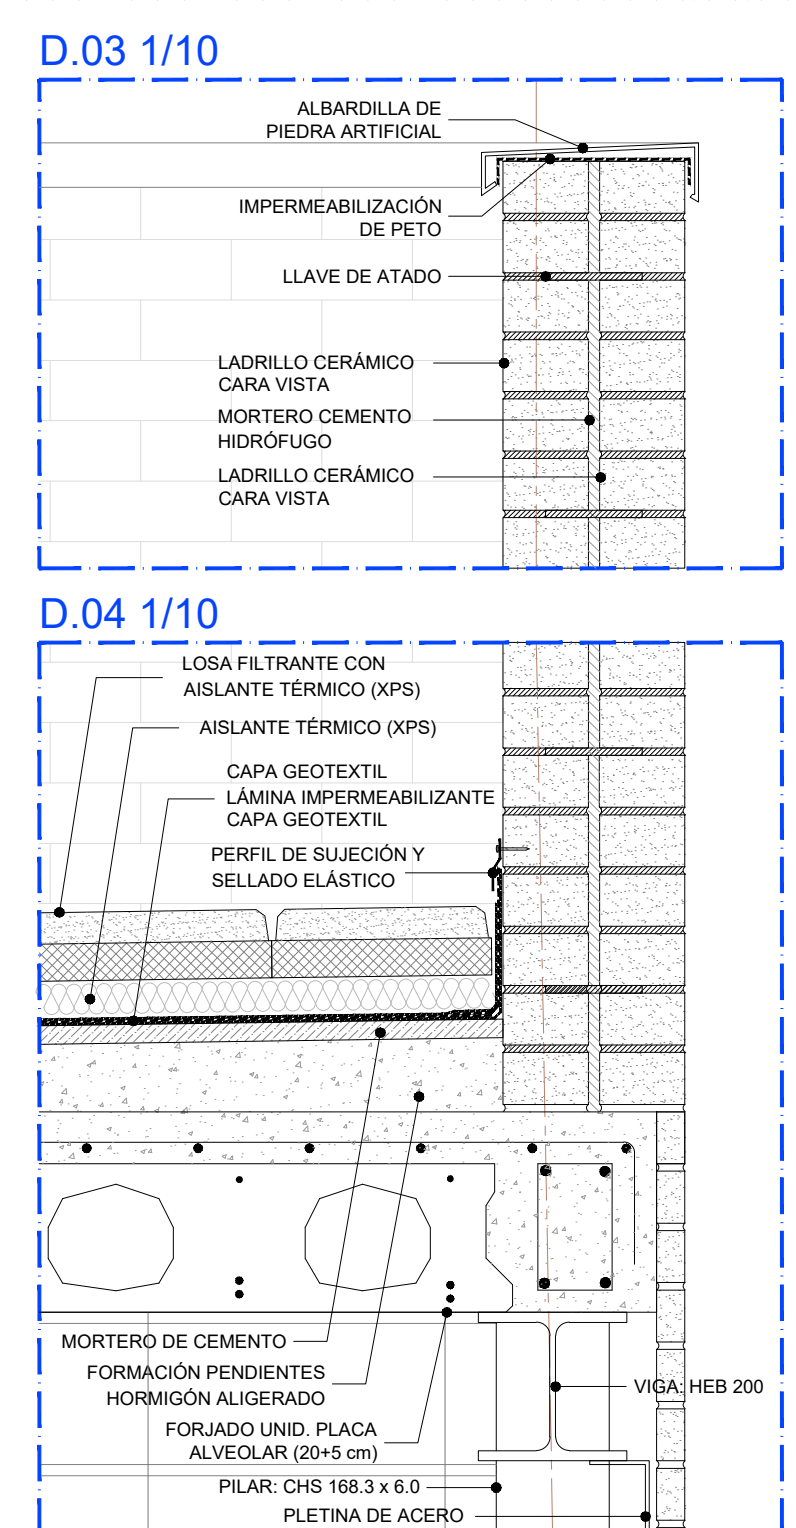 D.03 1/10
ALBARDILLA DE
PIEDRA ARTIFICIAL
IMPERMEABILIZACIÓN
DE PETO
LLAVE DE ATADO
LADRILLO CERÁMICO
CARA VISTA
MORTERO CEMENTO
HIDRÓFUGO
LADRILLO CERÁMICO
CARA VISTA
D.04 1/10
LOSA FILTRANTE CON
AISLANTE TÉRMICO (XPS)
AISLANTE TÉRMICO (XPS)
CAPA GEOTEXTIL
LÁMINA IMPERMEABILIZANTE
CAPA GEOTEXTIL
PERFIL DE SUJECIÓN Y
SELLADO ELÁSTICO
MORTERO DE CEMENTO
FORMACIÓN PENDIENTES
HORMIGÓN ALIGERADO
VIGA: HEB 200
FORJADO UNID. PLACA
ALVEOLAR (20+5 cm)
PILAR: CHS 168.3 x 6.0
PLETINA DE ACERO